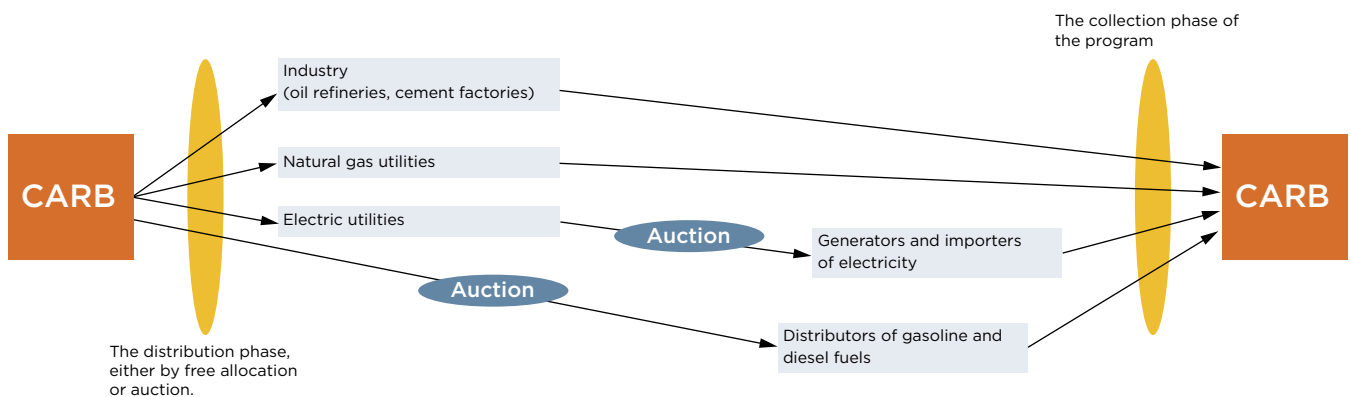 The collection phase of
the program
Industry
(oil refineries, cement factories)
CARB
Natural gas utilities
CARB
Electric utilities
Auction
Generators and importers
of electricity
Auction
Distributors of gasoline and
diesel fuels
The distribution phase,
either by free allocation
or auction.